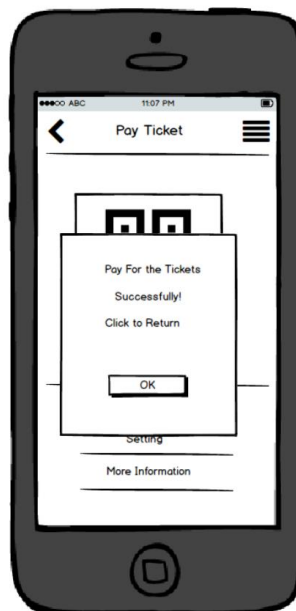 ABC 11:07 PM
Pay Ticket
Pay For the Tickets
Successfully!
Click to Return
OK
Setting
More Information